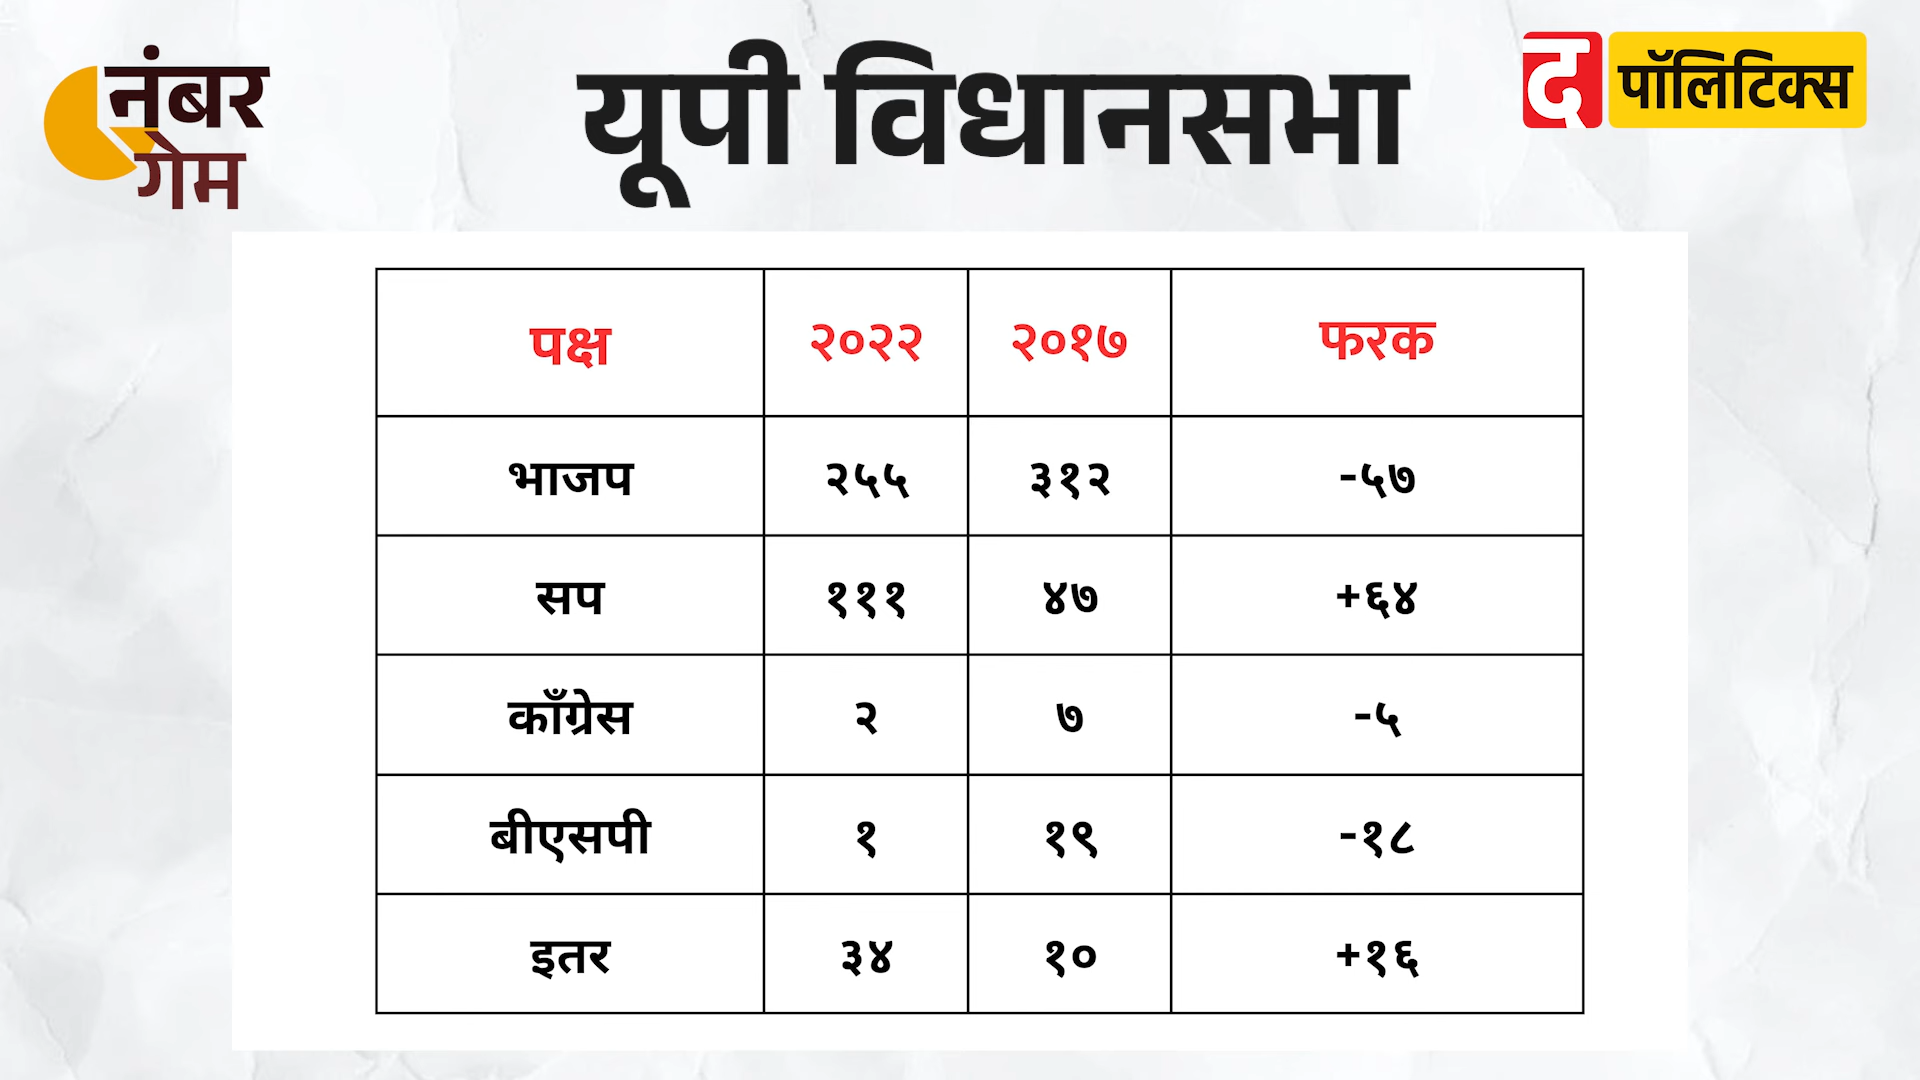 नंबर
गेम
यूपी विधानसभा
द पॉलिटिक्स
पक्ष २०२२ २०१७ फरक
भाजप २५५ ३१२ -५७
सप १११ ४७ +६४
काँग्रेस २ ७ -५
बीएसपी १ १९ -१८
इतर ३४ १० +१६